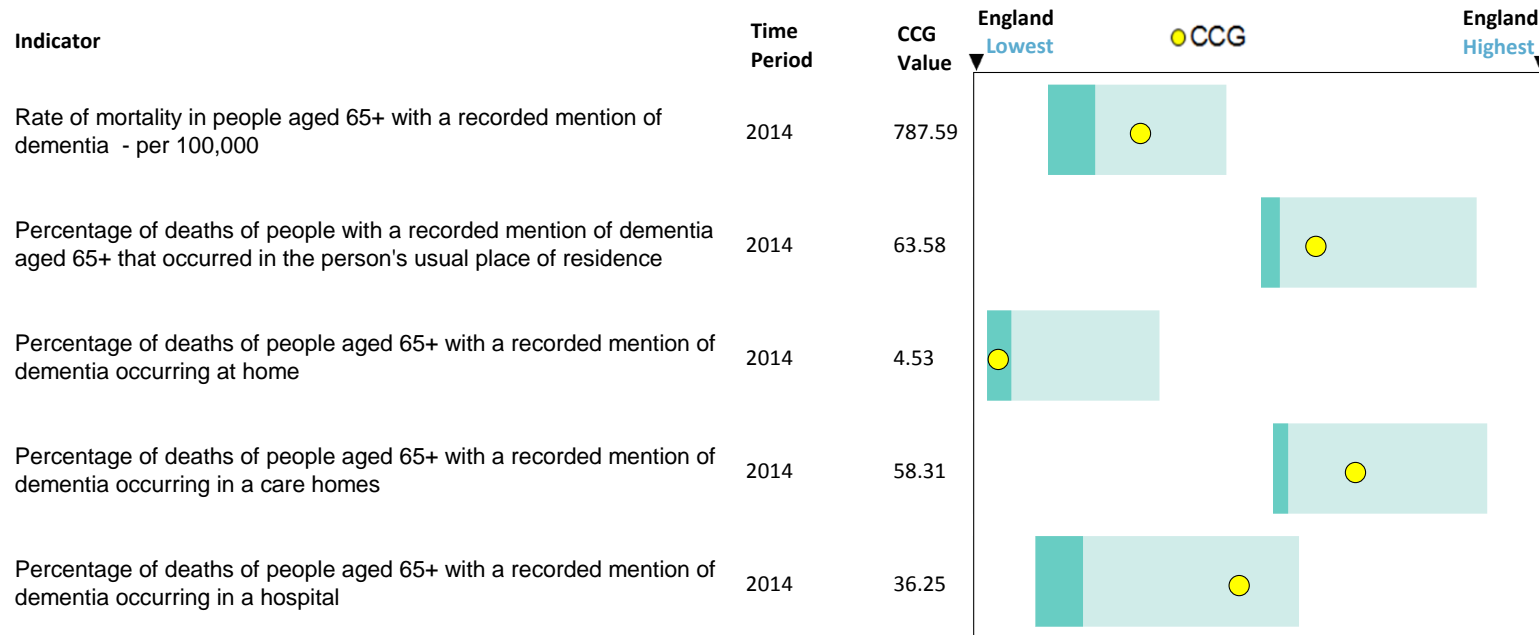 Indicator
Time
Period
CCG
Value
England
Lowest
CCG
England
Highest
Rate of mortality in people aged 65+ with a recorded mention of
dementia - per 100,000
2014
787.59
Percentage of deaths of people with a recorded mention of dementia
aged 65+ that occurred in the person's usual place of residence
2014
63.58
Percentage of deaths of people aged 65+ with a recorded mention of
dementia occurring at home
2014
4.53
Percentage of deaths of people aged 65+ with a recorded mention of
dementia occurring in a care homes
2014
58.31
Percentage of deaths of people aged 65+ with a recorded mention of
dementia occurring in a hospital
2014
36.25